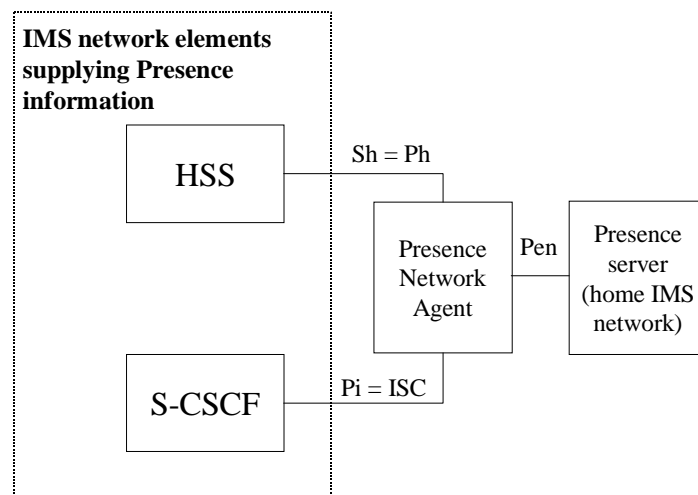 IMS network elements
supplying Presence
information
HSS
Sh = Ph
Presence
Network
Agent
Pen
Presence
server
(home IMS
network)
S-CSCF
Pi = ISC